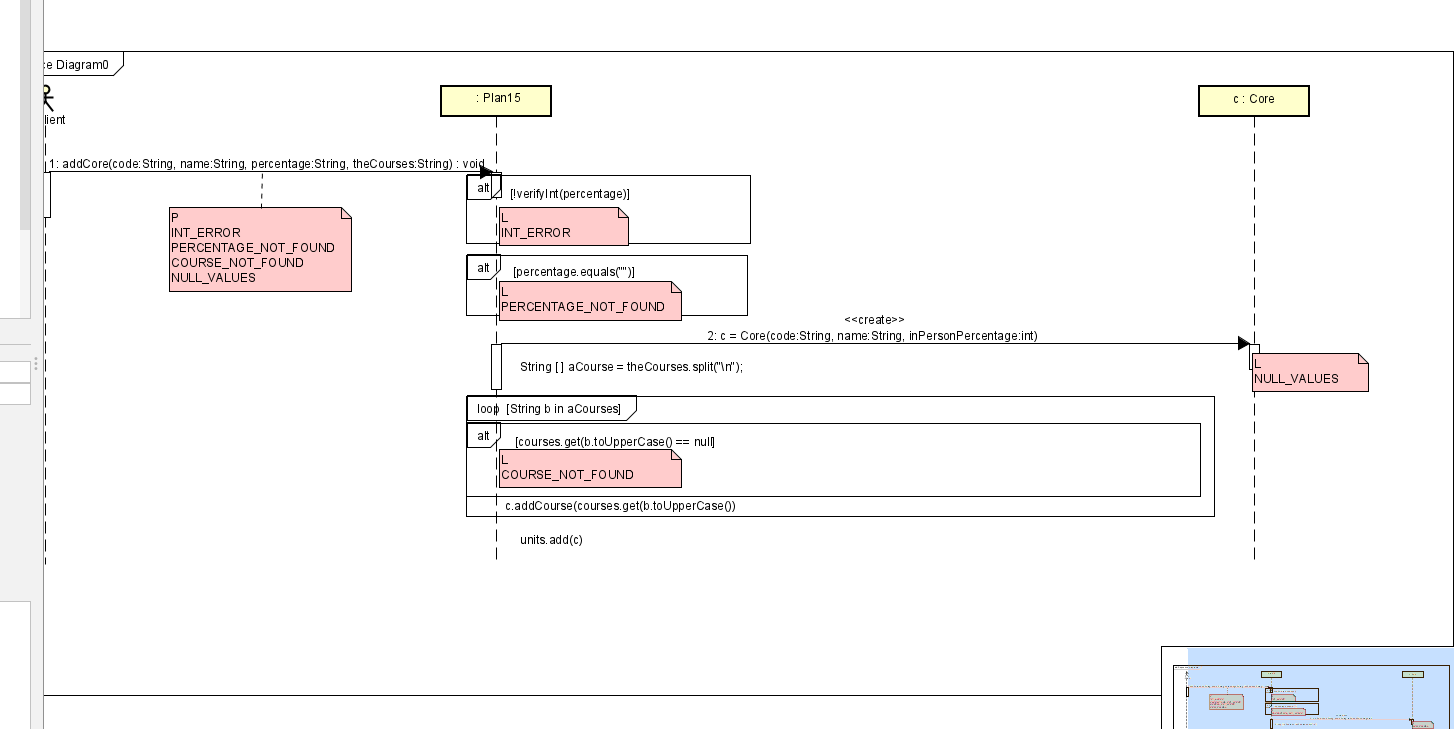 ce Diagram0
lient
: Plan15
c : Core
1: addCore(code:String, name:String, percentage:String, theCourses:String) : void
P
INT_ERROR
PERCENTAGE_NOT_FOUND
COURSE_NOT_FOUND
NULL_VALUES
alt
[!verifyInt(percentage)]
L
INT_ERROR
alt
[percentage.equals("")]
L
PERCENTAGE_NOT_FOUND
<<create>>
2: c = Core(code:String, name:String, inPersonPercentage:int)
L
NULL_VALUES
String [ ] aCourse = theCourses.split("\n");
loop [String b in aCourses]
alt
[courses.get(b.toUpperCase() == null]
L
COURSE_NOT_FOUND
c.addCourse(courses.get(b.toUpperCase())
units.add(c)